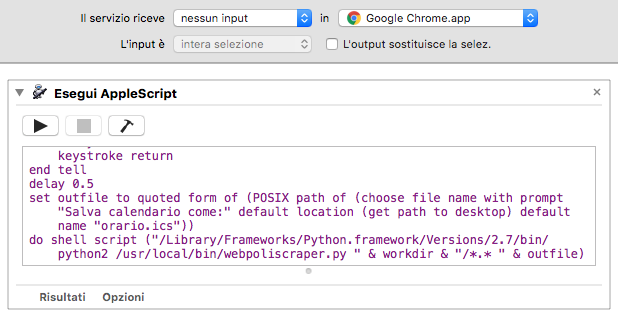 Il servizio riceve nessun input in Google Chrome.app
L'input è intera selezione L'output sostituisce la selez.
Esegui AppleScript
keystroke return
end tell
delay 0.5
set outfile to quoted form of (POSIX path of (choose file name with prompt
"Salva calendario come:" default location (get path to desktop) default
name "orario.ics"))
do shell script ("/Library/Frameworks/Python.framework/Versions/2.7/bin/
python2 /usr/local/bin/webpoliscraper.py " & workdir & "/*.* " & outfile)
Risultati Opzioni